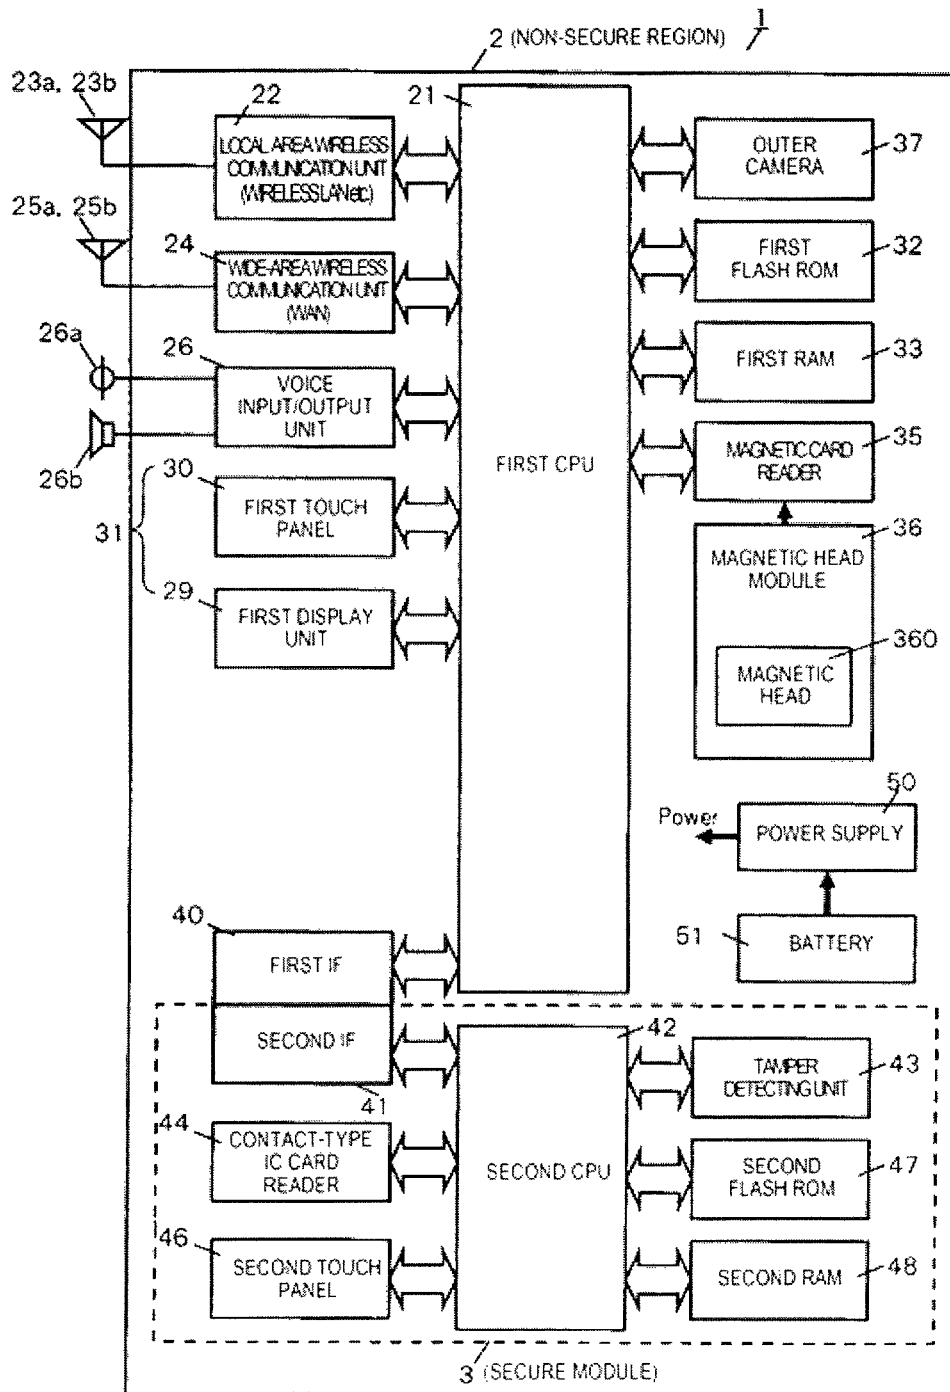 1
2 (NON-SECURE REGION)
23a, 23b
22
LOCAL AREA WIRELESS
COMMUNICATION UNIT
(WIRELESS LAN etc.)
25a, 25b
24
WIDE-AREA WIRELESS
COMMUNICATION UNIT
(WAN)
26a
26
VOICE
INPUT/OUTPUT
UNIT
26b
31
30
FIRST TOUCH
PANEL
29
FIRST DISPLAY
UNIT
21
FIRST CPU
OUTER
CAMERA
37
FIRST
FLASH ROM
32
FIRST RAM
33
MAGNETIC CARD
READER
35
36
MAGNETIC HEAD
MODULE
360
MAGNETIC
HEAD
50
Power
POWER SUPPLY
51
BATTERY
40
FIRST IF
SECOND IF
41
44
CONTACT-TYPE
IC CARD
READER
46
SECOND TOUCH
PANEL
42
SECOND CPU
TAMPER
DETECTING UNIT
43
SECOND
FLASH ROM
47
SECOND RAM
48
3 (SECURE MODULE)